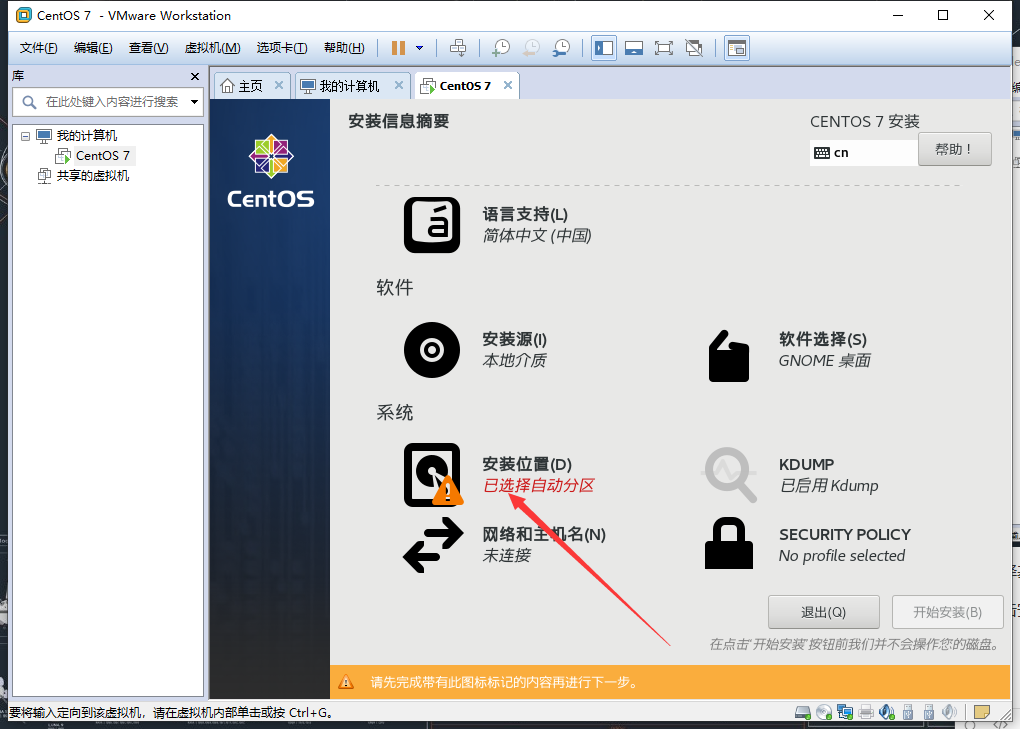 CentOS 7 - VMware Workstation
文件(F) 编辑(E) 查看(V) 虚拟机(M) 选项卡(T) 帮助(H)
库
主页 我的计算机 CentOS 7
在此处键入内容进行搜索
我的计算机
CentOS 7
共享的虚拟机
CentOS
安装信息摘要
CENTOS 7 安装
cn
帮助！
语言支持(L)
简体中文 (中国)
软件
安装源(I)
本地介质
软件选择(S)
GNOME 桌面
系统
安装位置(D)
已选择自动分区
KDUMP
已启用 Kdump
网络和主机名(N)
未连接
SECURITY POLICY
No profile selected
退出(Q)
开始安装(B)
在点击‘开始安装’按钮前我们并不会操作您的磁盘。
请先完成带有此图标标记的内容再进行下一步。
要将输入定向到该虚拟机，请在虚拟机内部单击或按 Ctrl+G。